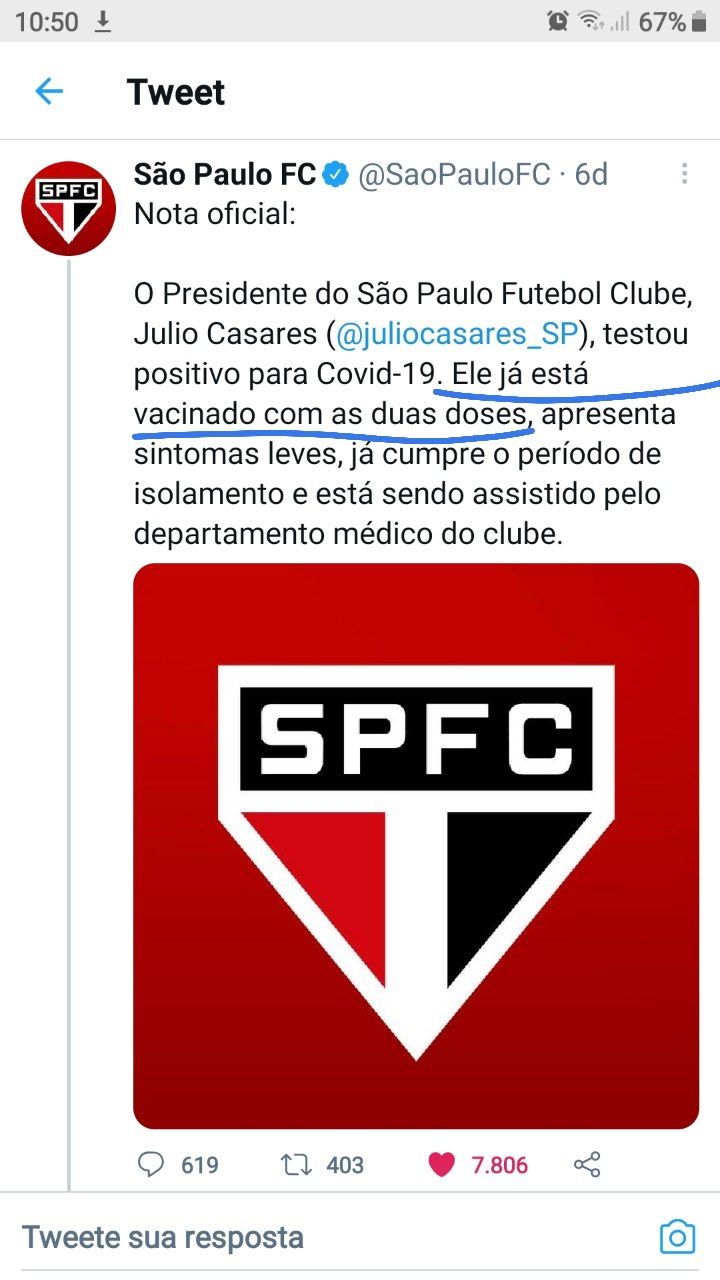 10:50 67%
Tweet
São Paulo FC @SaoPauloFC · 6d
SPFC
Nota oficial:
O Presidente do São Paulo Futebol Clube,
Julio Casares (@juliocasares_SP), testou
positivo para Covid-19. Ele já está
vacinado com as duas doses, apresenta
sintomas leves, já cumpre o período de
isolamento e está sendo assistido pelo
departamento médico do clube.
SPFC
619 403 7.806
Tweete sua resposta